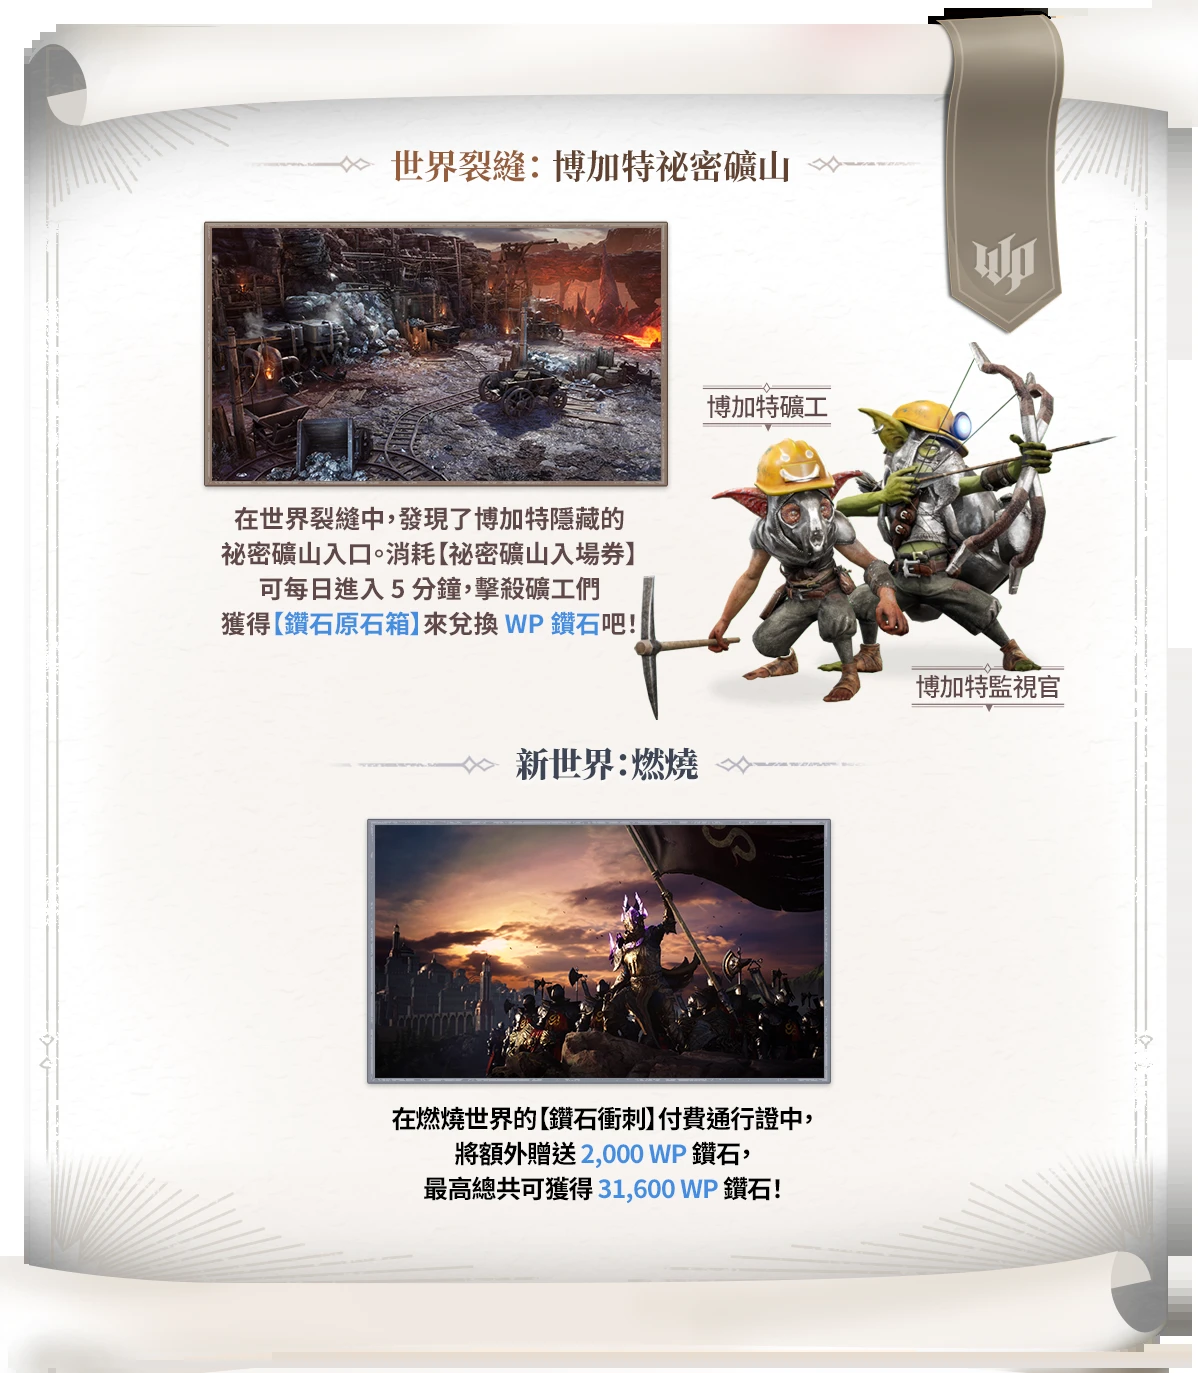 世界裂縫：博加特祕密礦山
WP
博加特礦工
在世界裂縫中，發現了博加特隱藏的
祕密礦山入口。消耗【祕密礦山入場券】
可每日進入 5 分鐘，擊殺礦工們
獲得【鑽石原石箱】來兌換 WP 鑽石吧！
博加特監視官
新世界：燃燒
在燃燒世界的【鑽石衝刺】付費通行證中，
將額外贈送 2,000 WP 鑽石，
最高總共可獲得 31,600 WP 鑽石！